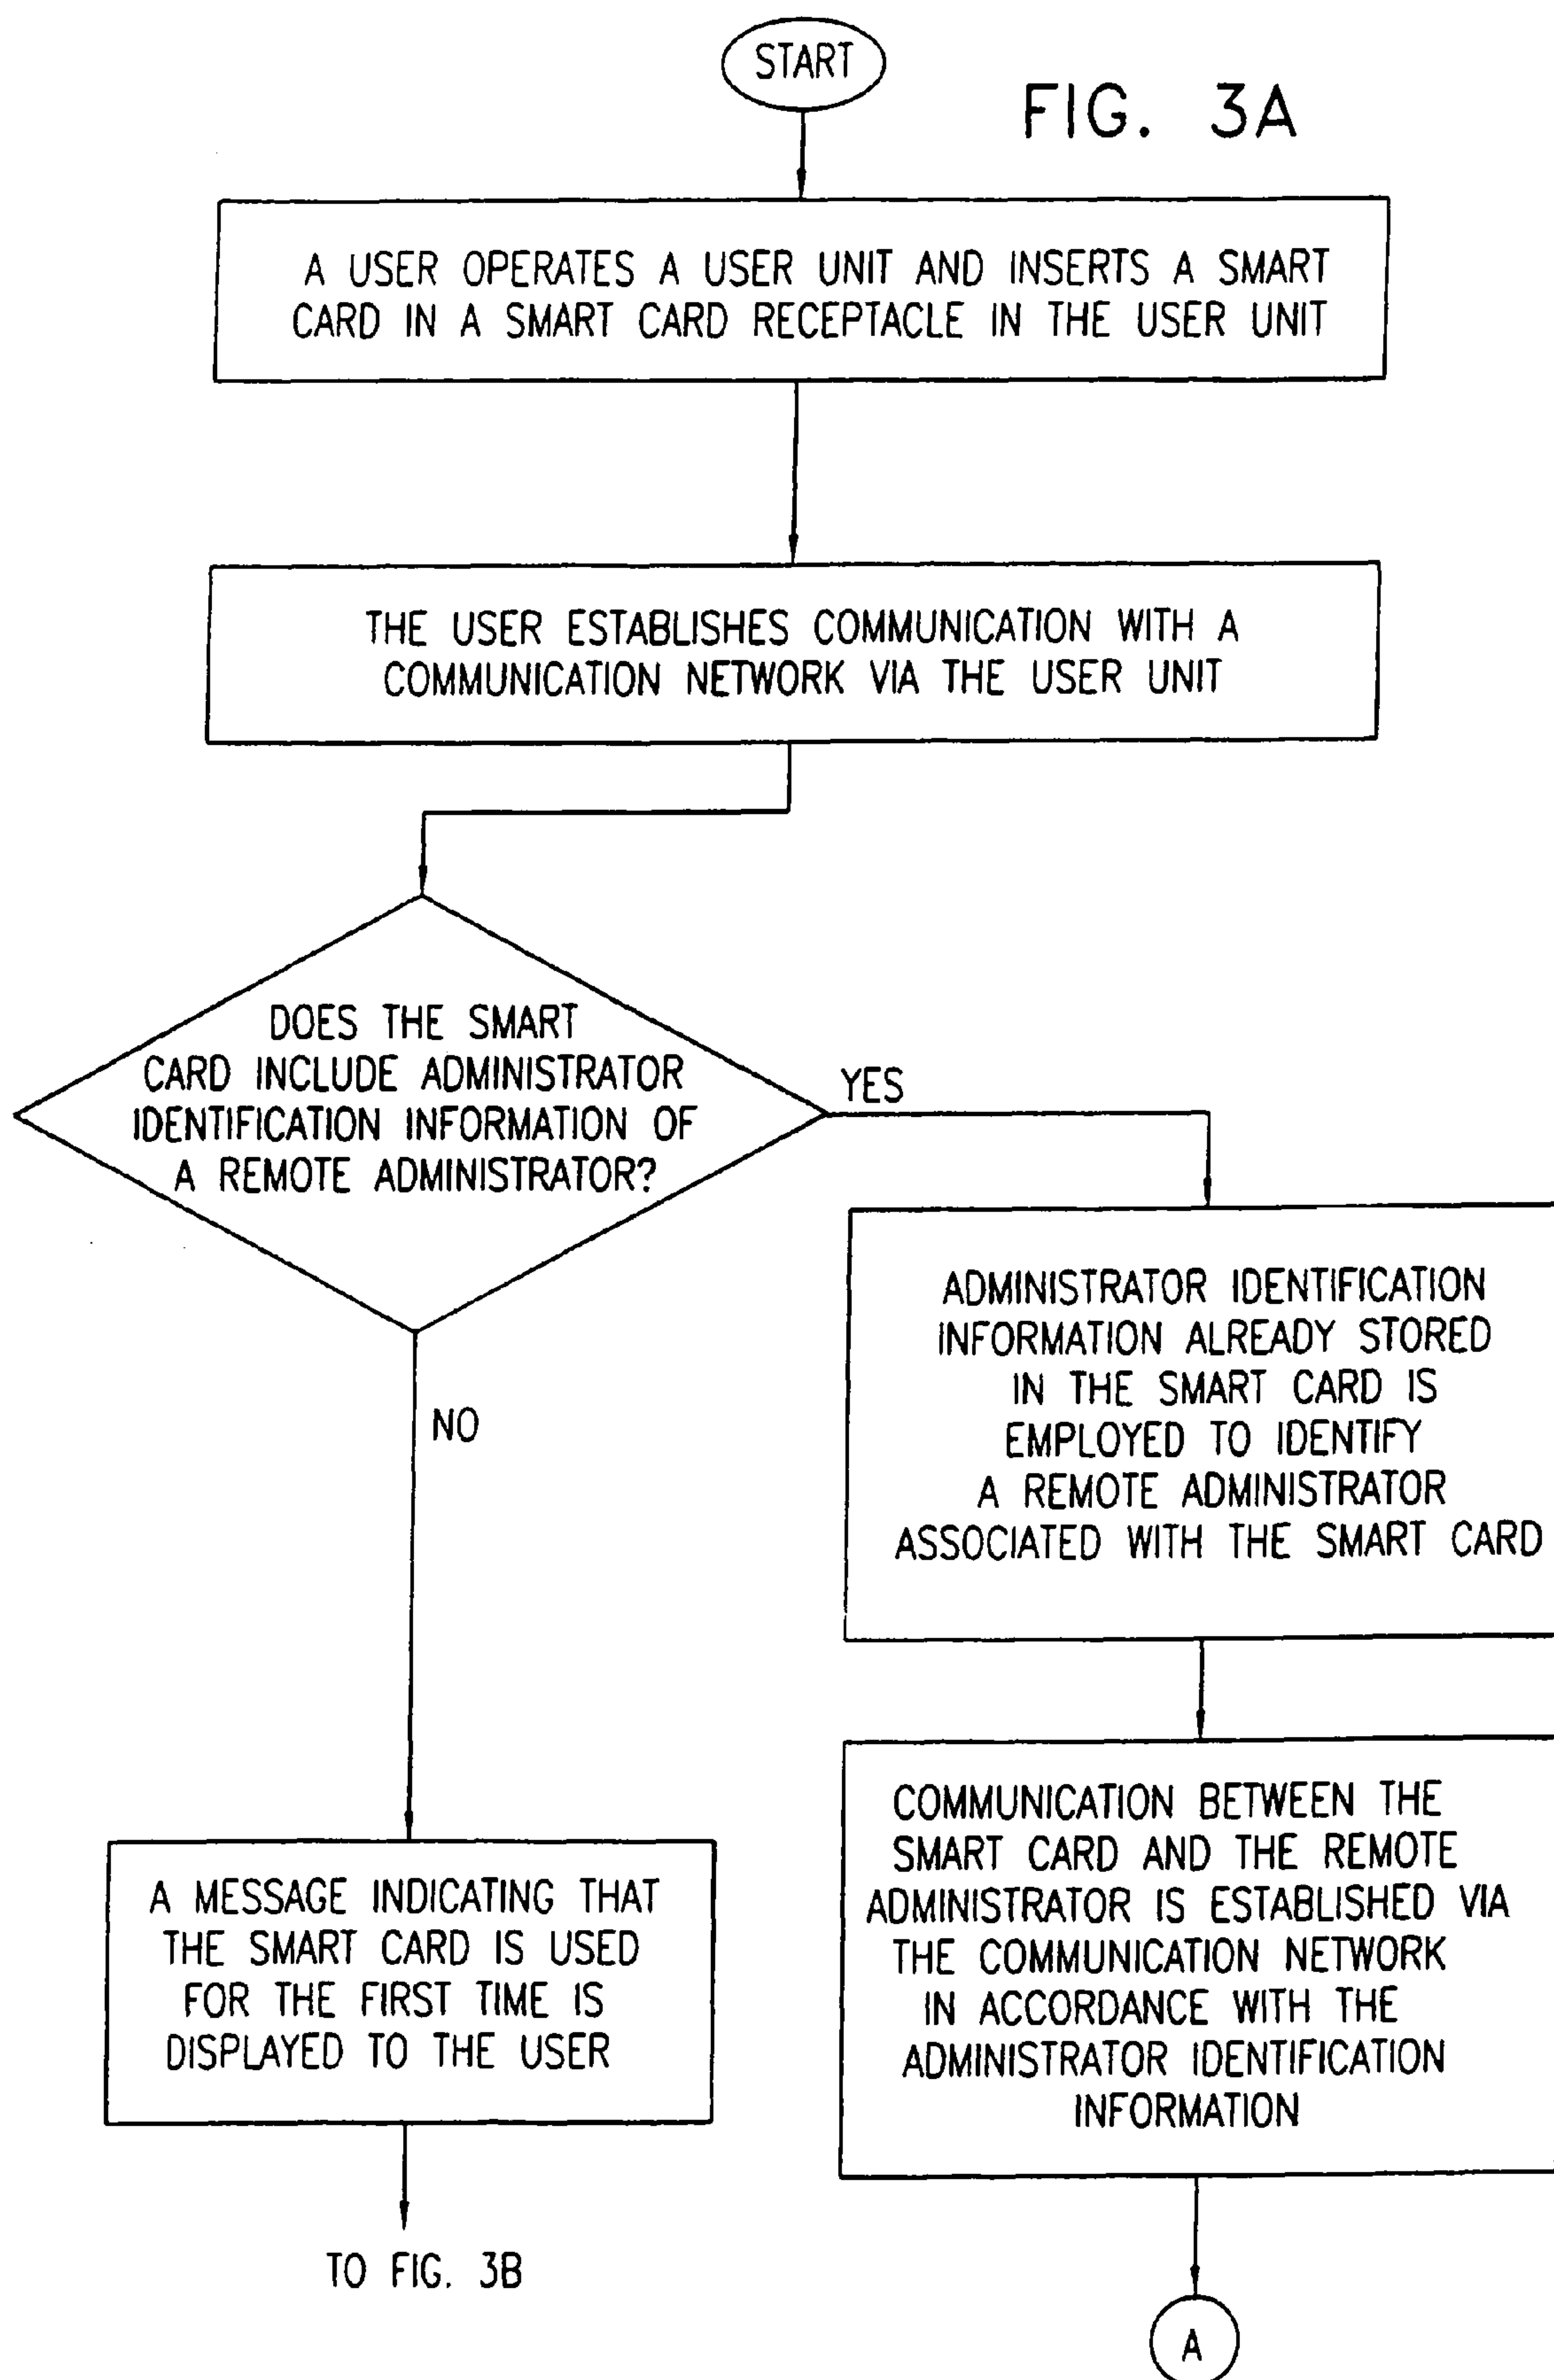 START
FIG. 3A
A USER OPERATES A USER UNIT AND INSERTS A SMART
CARD IN A SMART CARD RECEPTACLE IN THE USER UNIT
THE USER ESTABLISHES COMMUNICATION WITH A
COMMUNICATION NETWORK VIA THE USER UNIT
DOES THE SMART
CARD INCLUDE ADMINISTRATOR
IDENTIFICATION INFORMATION OF
A REMOTE ADMINISTRATOR?
YES
ADMINISTRATOR IDENTIFICATION
INFORMATION ALREADY STORED
IN THE SMART CARD IS
EMPLOYED TO IDENTIFY
A REMOTE ADMINISTRATOR
ASSOCIATED WITH THE SMART CARD
NO
COMMUNICATION BETWEEN THE
SMART CARD AND THE REMOTE
ADMINISTRATOR IS ESTABLISHED VIA
THE COMMUNICATION NETWORK
IN ACCORDANCE WITH THE
ADMINISTRATOR IDENTIFICATION
INFORMATION
A MESSAGE INDICATING THAT
THE SMART CARD IS USED
FOR THE FIRST TIME IS
DISPLAYED TO THE USER
TO FIG. 3B
A